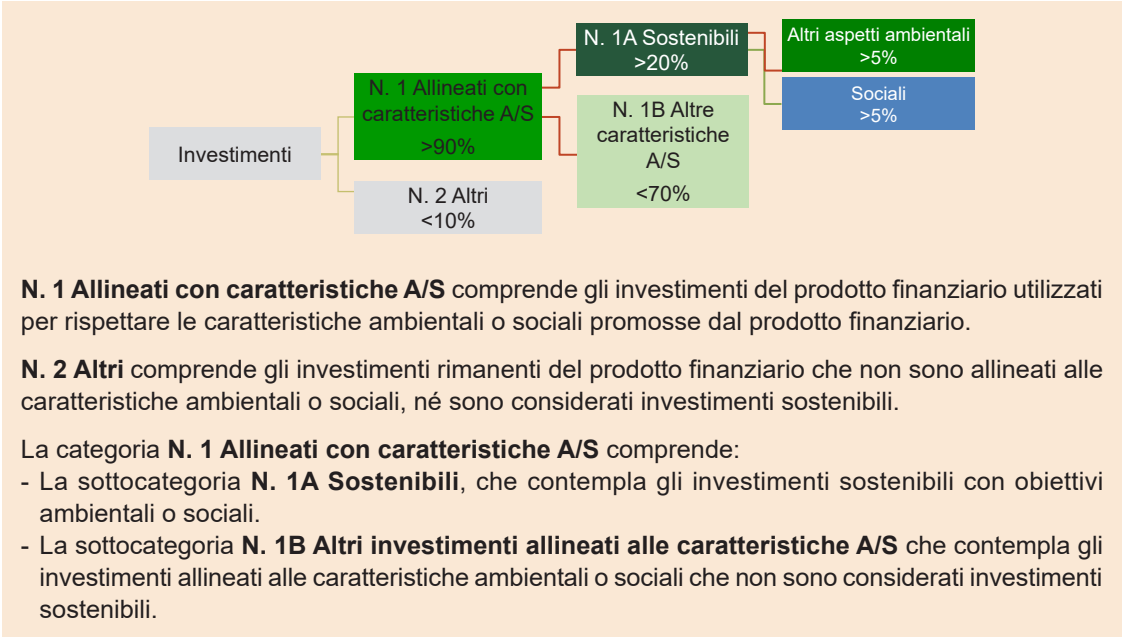 Investimenti
N. 1 Allineati con
caratteristiche A/S
>90%
N. 2 Altri
<10%
N. 1A Sostenibili
>20%
N. 1B Altre
caratteristiche
A/S
<70%
Altri aspetti ambientali
>5%
Sociali
>5%
N. 1 Allineati con caratteristiche A/S comprende gli investimenti del prodotto finanziario utilizzati
per rispettare le caratteristiche ambientali o sociali promosse dal prodotto finanziario.
N. 2 Altri comprende gli investimenti rimanenti del prodotto finanziario che non sono allineati alle
caratteristiche ambientali o sociali, né sono considerati investimenti sostenibili.
La categoria N. 1 Allineati con caratteristiche A/S comprende:
- La sottocategoria N. 1A Sostenibili, che contempla gli investimenti sostenibili con obiettivi
ambientali o sociali.
- La sottocategoria N. 1B Altri investimenti allineati alle caratteristiche A/S che contempla gli
investimenti allineati alle caratteristiche ambientali o sociali che non sono considerati investimenti
sostenibili.